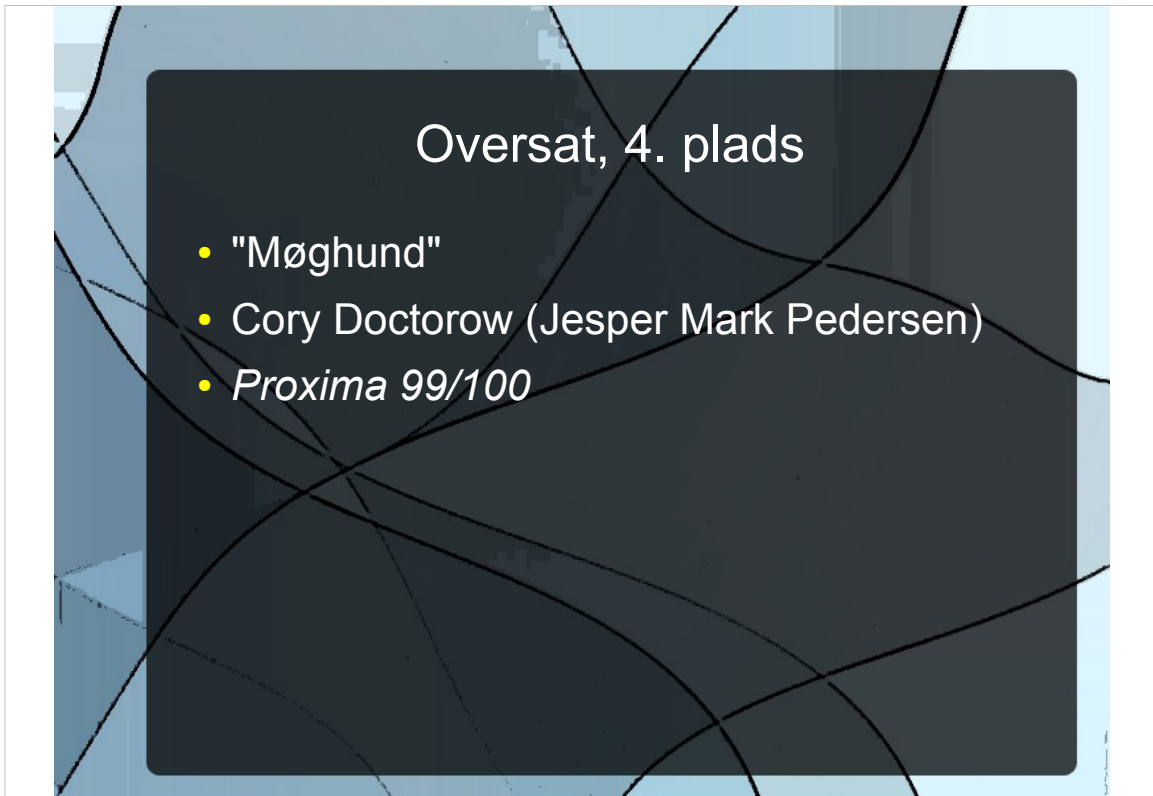 Oversat, 4. plads
• "Møghund"
• Cory Doctorow (Jesper Mark Pedersen)
• Proxima 99/100